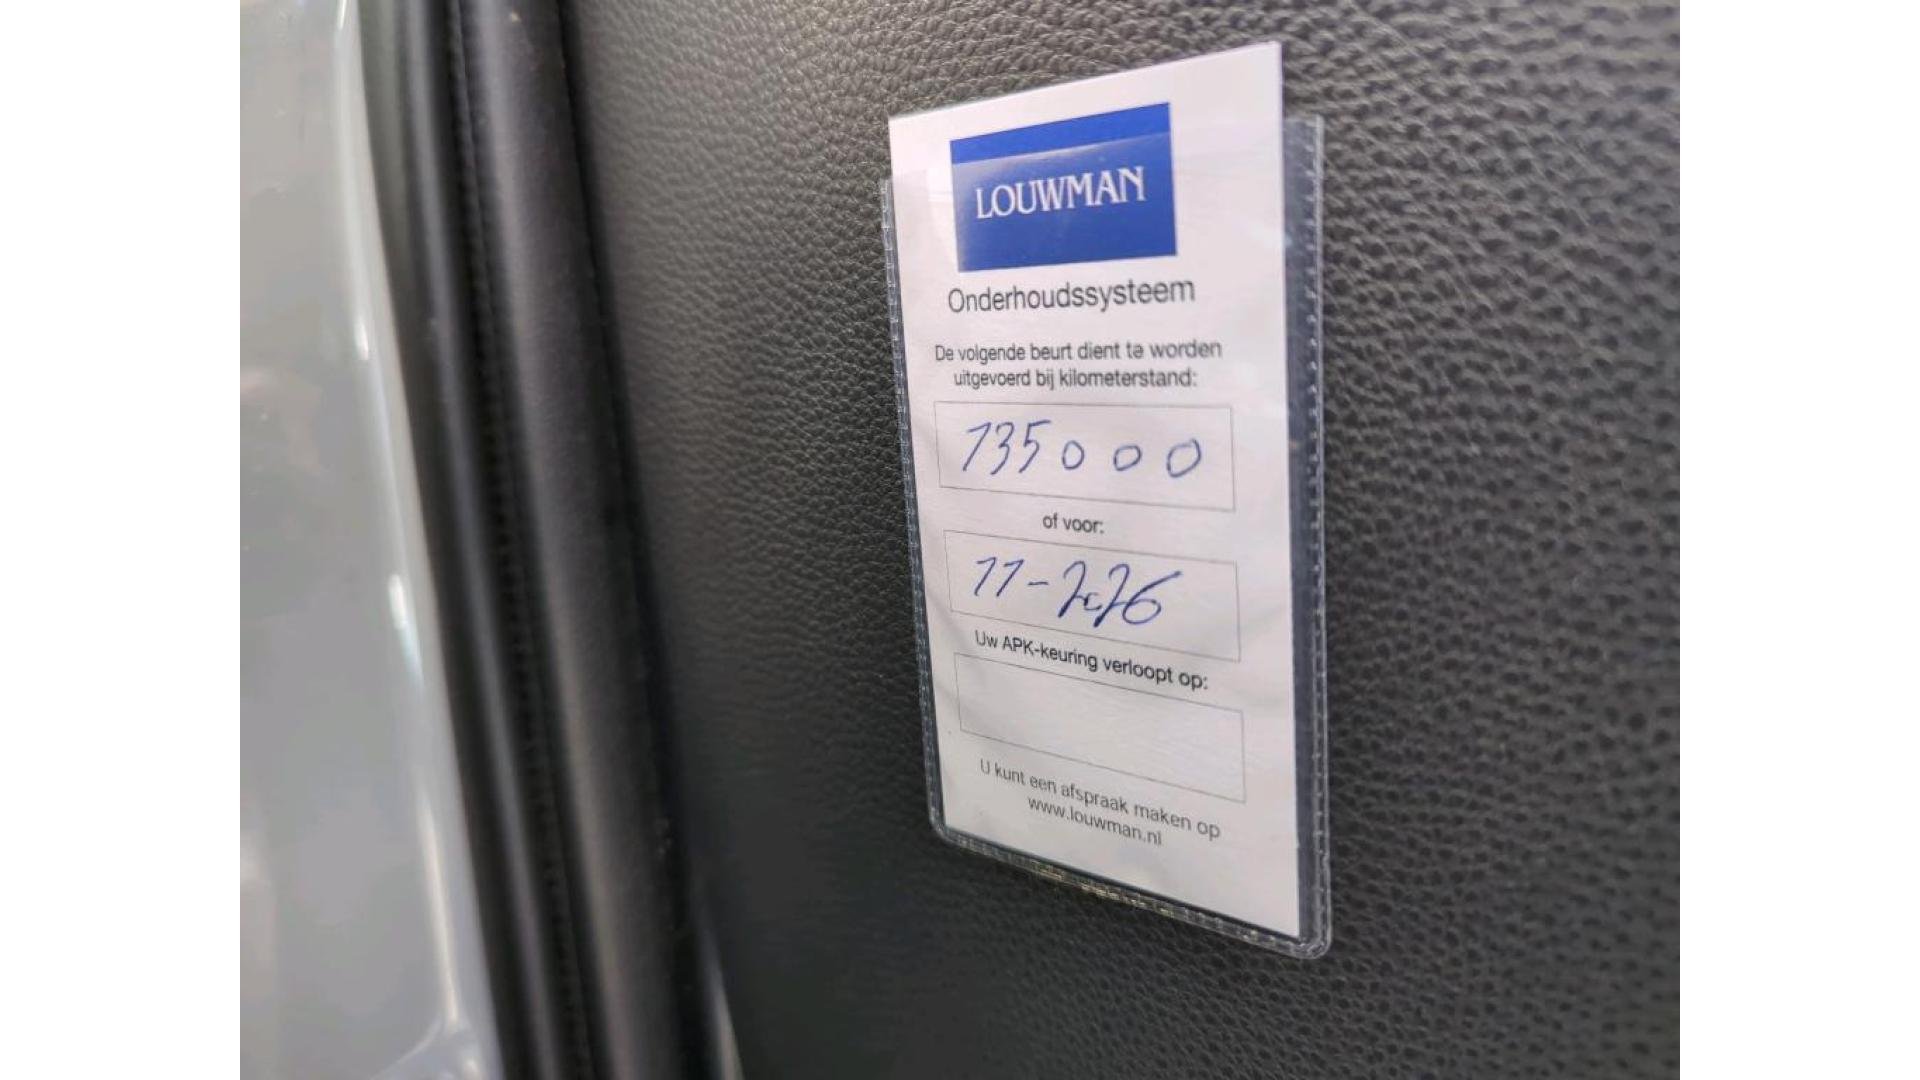 LOUWMAN
Onderhoudssysteem
De volgende beurt dient te worden
uitgevoerd bij kilometerstand:
135000
of voor:
11-2026
Uw APK-keuring verloopt op:
U kunt een afspraak maken op
www.louwman.nl